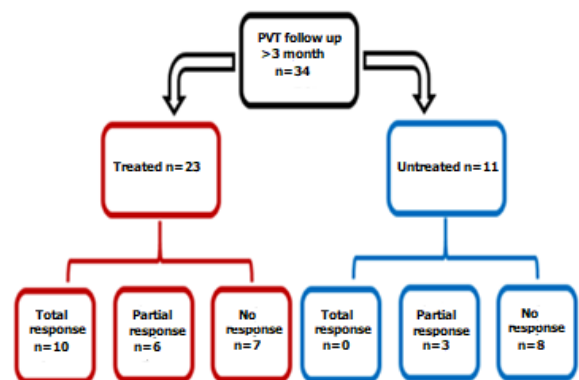 PVT follow up
>3 month
n=34
Treated n=23
Untreated n=11
Total
response
n=10
Partial
response
n=6
No
response
n=7
Total
response
n=0
Partial
response
n=3
No
response
n=8